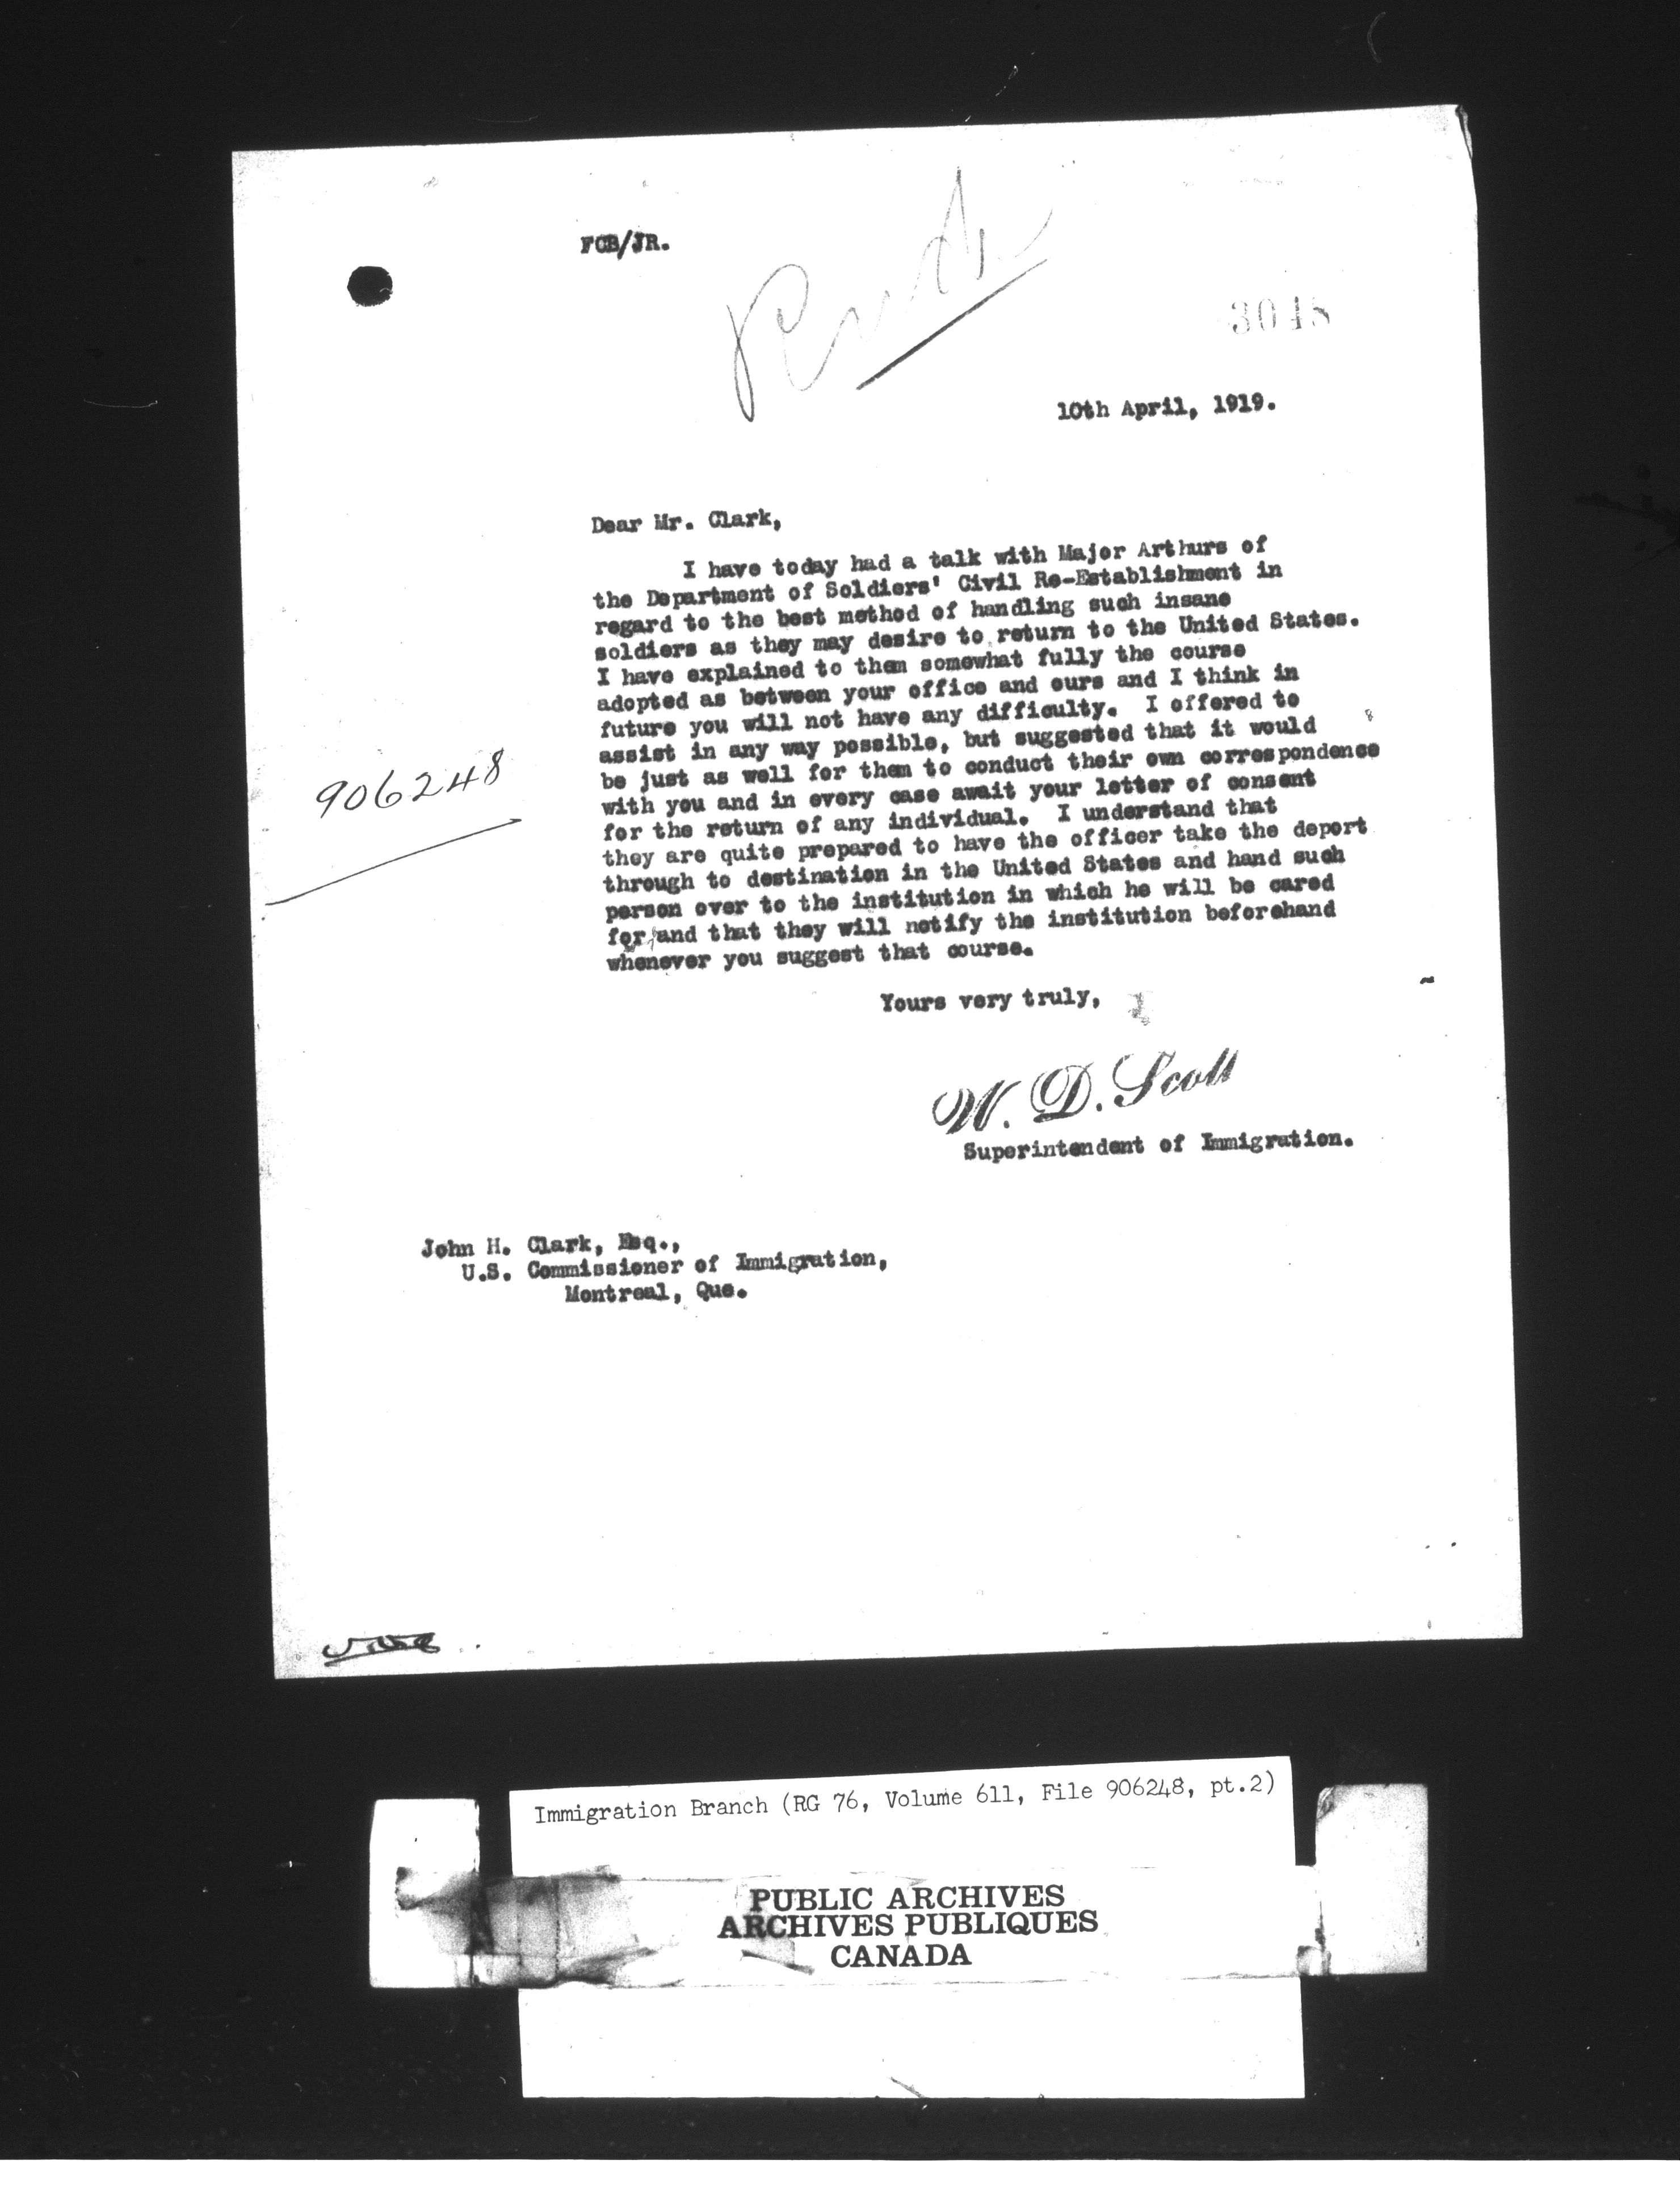 FCB/JR.
3048
10th April, 1919.
Dear Mr. Clark,
I have today had a talk with Major Arthurs of
the Department of Soldiers' Civil Re-Establishment in
regard to the best method of handling such insane
soldiers as they may desire to return to the United States.
I have explained to them somewhat fully the course
adopted as between your office and ours and I think in
future you will not have any difficulty. I offered to
assist in any way possible, but suggested that it would
be just as well for them to conduct their own correspondence
with you and in every case await your letter of consent
for the return of any individual. I understand that
they are quite prepared to have the officer take the deport
through to destination in the United States and hand such
person over to the institution in which he will be cared
for, and that they will notify the institution beforehand
whenever you suggest that course.
906248
Yours very truly,
W. D. Scott
Superintendent of Immigration.
John H. Clark, Esq.,
U.S. Commissioner of Immigration,
Montreal, Que.
Immigration Branch (RG 76, Volume 611, File 906248, pt.2)
PUBLIC ARCHIVES
ARCHIVES PUBLIQUES
CANADA